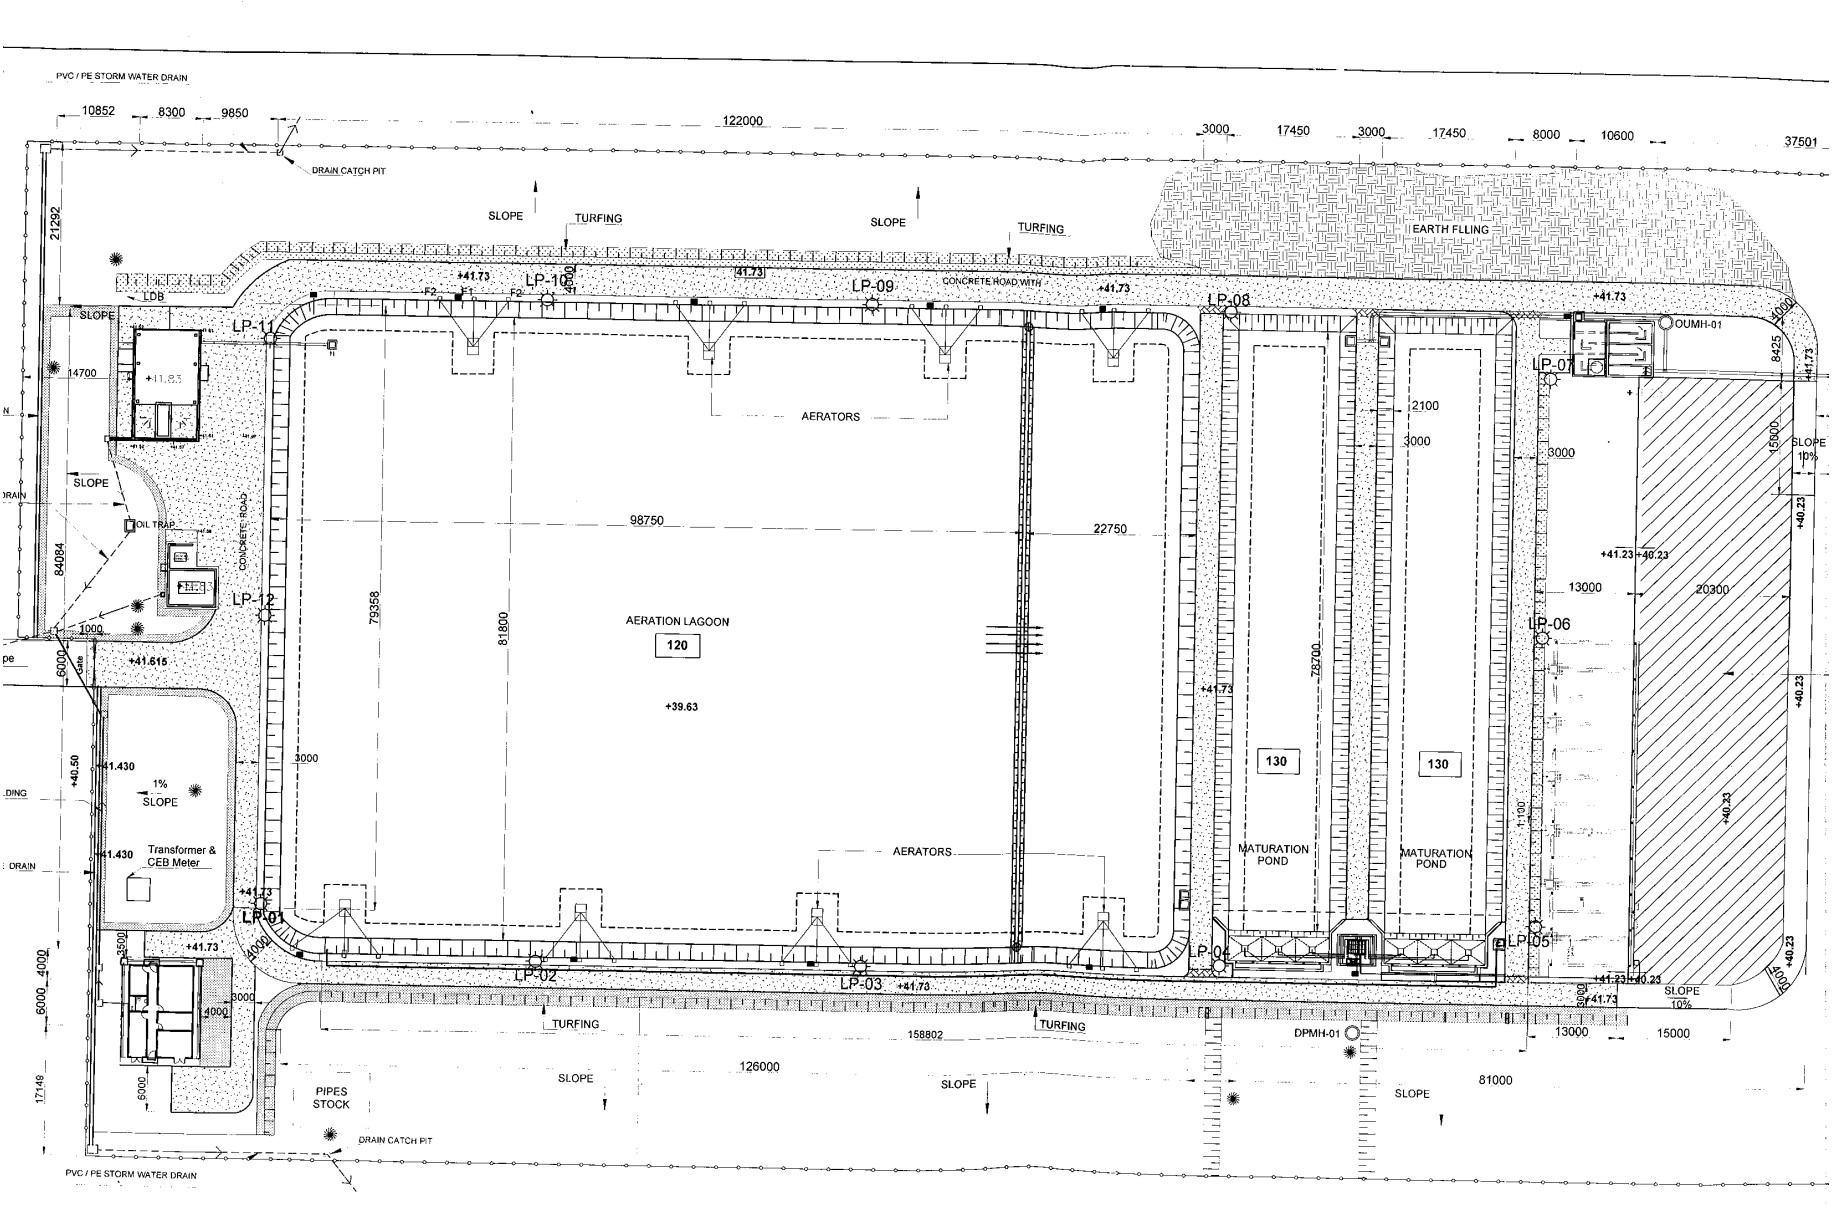 PVC / PE STORM WATER DRAIN
10852
8300
9850
122000
3000
17450
3000
17450
8000
10600
37501
DRAIN CATCH PIT
21292
SLOPE
TURFING
SLOPE
TURFING
EARTH FLLING
LDB
+41.73
LP-10
4000
41.73
LP-09
CONCRETE ROAD WITH
+41.73
LP-08
+41.73
4000
F2
F1
F2
SLOPE
LP-11
OUMH-01
8425
+41.73
14700
+41.83
LP-07
AERATORS
2100
3000
3000
15000
SLOPE
10%
SLOPE
DRAIN
OIL TRAP
CONCRETE ROAD
98750
22750
+40.23
84084
+41.23
+40.23
13000
20300
79358
81800
LP-12
AERATION LAGOON
120
LP-06
1000
6000
Gate
+41.615
78700
+41.73
+40.23
+39.63
+40.50
+41.430
3000
130
130
1%
SLOPE
LDING
1:100
+40.23
DRAIN
+41.430
Transformer &
CEB Meter
AERATORS
MATURATION
POND
MATURATION
POND
+41.73
LP-01
4000
3500
+41.73
LP-02
LP-03
+41.73
LP-04
LP-05
+40.23
4000
4000
6000
3000
4000
+41.23
+40.23
3000
+41.73
SLOPE
10%
TURFING
158802
TURFING
DPMH-01
13000
15000
6000
17149
126000
SLOPE
SLOPE
81000
SLOPE
PIPES
STOCK
DRAIN CATCH PIT
PVC / PE STORM WATER DRAIN